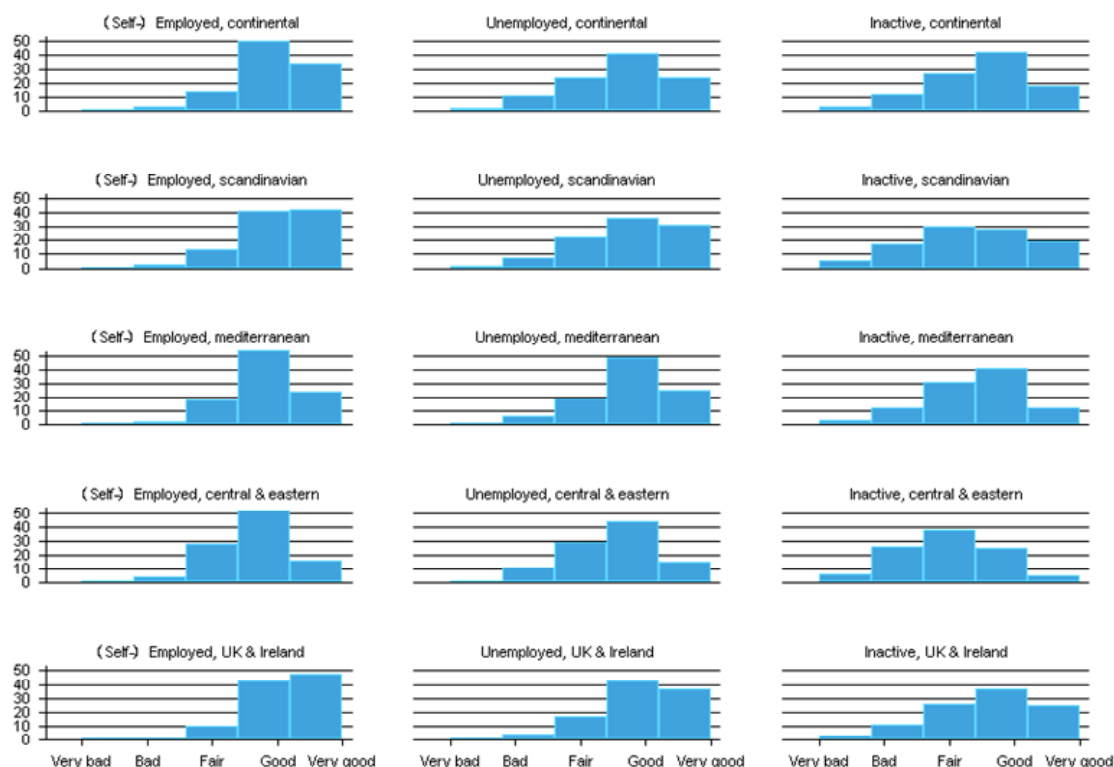 (Self-) Employed, continental
Unemployed, continental
Inactive, continental
50
40
30
20
10
0
(Self-) Employed, scandinavian
Unemployed, scandinavian
Inactive, scandinavian
50
40
30
20
10
0
(Self-) Employed, mediterranean
Unemployed, mediterranean
Inactive, mediterranean
50
40
30
20
10
0
(Self-) Employed, central & eastern
Unemployed, central & eastern
Inactive, central & eastern
50
40
30
20
10
0
(Self-) Employed, UK & Ireland
Unemployed, UK & Ireland
Inactive, UK & Ireland
50
40
30
20
10
0
Very bad Bad Fair Good Very good
Very bad Bad Fair Good Very good
Very bad Bad Fair Good Very good